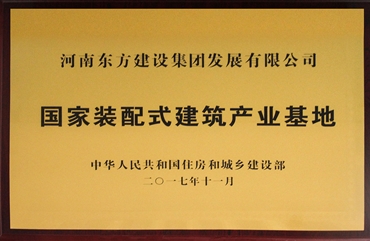 河南东方建设集团发展有限公司
国家装配式建筑产业基地
中华人民共和国住房和城乡建设部
二〇一七年十一月